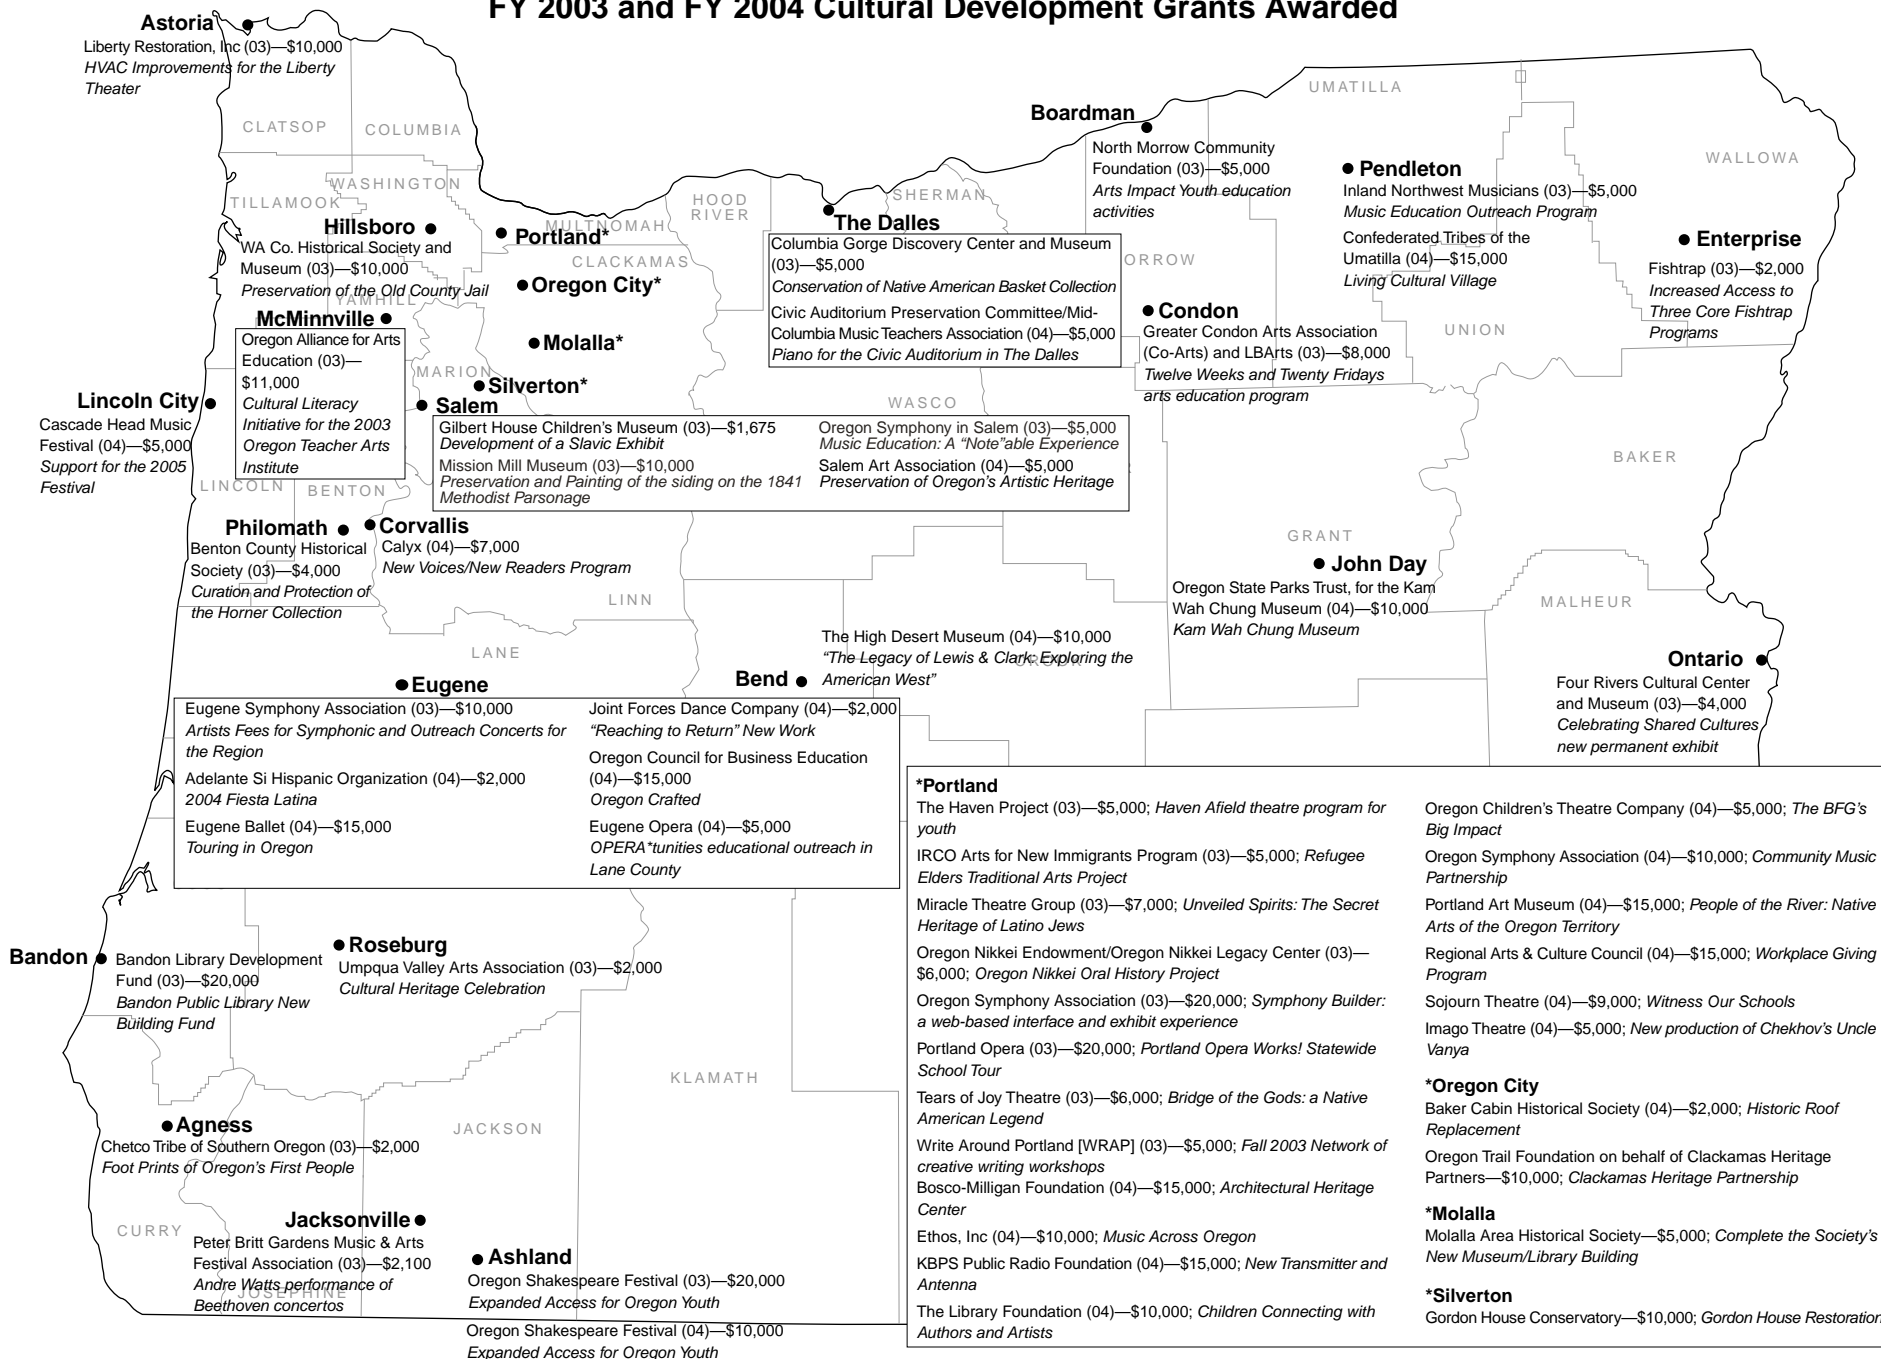 FY 2003 and FY 2004 Cultural Development Grants Awarded
Astoria
Liberty Restoration, Inc (03)—$10,000
HVAC Improvements for the Liberty
Theater
CLATSOP
COLUMBIA
WASHINGTON
TILLAMOOK
Hillsboro
WA Co. Historical Society and
Museum (03)—$10,000
Preservation of the Old County Jail
YAMHILL
Portland*
MULTNOMAH
CLACKAMAS
Oregon City*
Molalla*
Silverton*
HOOD
RIVER
SHERMAN
The Dalles
Columbia Gorge Discovery Center and Museum
(03)—$5,000
Conservation of Native American Basket Collection
Civic Auditorium Preservation Committee/Mid-
Columbia Music Teachers Association (04)—$5,000
Piano for the Civic Auditorium in The Dalles
Boardman
North Morrow Community
Foundation (03)—$5,000
Arts Impact Youth education
activities
ORROW
UMATILLA
Pendleton
Inland Northwest Musicians (03)—$5,000
Music Education Outreach Program
Confederated Tribes of the
Umatilla (04)—$15,000
Living Cultural Village
WALLOWA
Enterprise
Fishtrap (03)—$2,000
Increased Access to
Three Core Fishtrap
Programs
UNION
Condon
Greater Condon Arts Association
(Co-Arts) and LBArts (03)—$8,000
Twelve Weeks and Twenty Fridays
arts education program
McMinnville
Oregon Alliance for Arts
Education (03)—
$11,000
Cultural Literacy
Initiative for the 2003
Oregon Teacher Arts
Institute
MARION
Lincoln City
Cascade Head Music
Festival (04)—$5,000
Support for the 2005
Festival
LINCOLN
BENTON
WASCO
BAKER
Salem
Gilbert House Children's Museum (03)—$1,675
Development of a Slavic Exhibit
Mission Mill Museum (03)—$10,000
Preservation and Painting of the siding on the 1841
Methodist Parsonage
Oregon Symphony in Salem (03)—$5,000
Music Education: A “Note”able Experience
Salem Art Association (04)—$5,000
Preservation of Oregon's Artistic Heritage
Philomath
Benton County Historical
Society (03)—$4,000
Curation and Protection of
the Horner Collection
Corvallis
Calyx (04)—$7,000
New Voices/New Readers Program
LINN
LANE
GRANT
John Day
Oregon State Parks Trust, for the Kam
Wah Chung Museum (04)—$10,000
Kam Wah Chung Museum
MALHEUR
Ontario
Four Rivers Cultural Center
and Museum (03)—$4,000
Celebrating Shared Cultures
new permanent exhibit
Bend
The High Desert Museum (04)—$10,000
“The Legacy of Lewis & Clark: Exploring the
American West”
CROOK
Eugene
Eugene Symphony Association (03)—$10,000
Artists Fees for Symphonic and Outreach Concerts for
the Region
Adelante Si Hispanic Organization (04)—$2,000
2004 Fiesta Latina
Eugene Ballet (04)—$15,000
Touring in Oregon
Joint Forces Dance Company (04)—$2,000
“Reaching to Return” New Work
Oregon Council for Business Education
(04)—$15,000
Oregon Crafted
Eugene Opera (04)—$5,000
OPERA*tunities educational outreach in
Lane County
Bandon
Bandon Library Development
Fund (03)—$20,000
Bandon Public Library New
Building Fund
Roseburg
Umpqua Valley Arts Association (03)—$2,000
Cultural Heritage Celebration
KLAMATH
JACKSON
Agness
Chetco Tribe of Southern Oregon (03)—$2,000
Foot Prints of Oregon's First People
CURRY
JOSEPHINE
Jacksonville
Peter Britt Gardens Music & Arts
Festival Association (03)—$2,100
Andre Watts performance of
Beethoven concertos
Ashland
Oregon Shakespeare Festival (03)—$20,000
Expanded Access for Oregon Youth
Oregon Shakespeare Festival (04)—$10,000
Expanded Access for Oregon Youth
*Portland
The Haven Project (03)—$5,000; Haven Afield theatre program for
youth
IRCO Arts for New Immigrants Program (03)—$5,000; Refugee
Elders Traditional Arts Project
Miracle Theatre Group (03)—$7,000; Unveiled Spirits: The Secret
Heritage of Latino Jews
Oregon Nikkei Endowment/Oregon Nikkei Legacy Center (03)—
$6,000; Oregon Nikkei Oral History Project
Oregon Symphony Association (03)—$20,000; Symphony Builder:
a web-based interface and exhibit experience
Portland Opera (03)—$20,000; Portland Opera Works! Statewide
School Tour
Tears of Joy Theatre (03)—$6,000; Bridge of the Gods: a Native
American Legend
Write Around Portland [WRAP] (03)—$5,000; Fall 2003 Network of
creative writing workshops
Bosco-Milligan Foundation (04)—$15,000; Architectural Heritage
Center
Ethos, Inc (04)—$10,000; Music Across Oregon
KBPS Public Radio Foundation (04)—$15,000; New Transmitter and
Antenna
The Library Foundation (04)—$10,000; Children Connecting with
Authors and Artists
Oregon Children's Theatre Company (04)—$5,000; The BFG's
Big Impact
Oregon Symphony Association (04)—$10,000; Community Music
Partnership
Portland Art Museum (04)—$15,000; People of the River: Native
Arts of the Oregon Territory
Regional Arts & Culture Council (04)—$15,000; Workplace Giving
Program
Sojourn Theatre (04)—$9,000; Witness Our Schools
Imago Theatre (04)—$5,000; New production of Chekhov's Uncle
Vanya
*Oregon City
Baker Cabin Historical Society (04)—$2,000; Historic Roof
Replacement
Oregon Trail Foundation on behalf of Clackamas Heritage
Partners—$10,000; Clackamas Heritage Partnership
*Molalla
Molalla Area Historical Society—$5,000; Complete the Society's
New Museum/Library Building
*Silverton
Gordon House Conservatory—$10,000; Gordon House Restoration